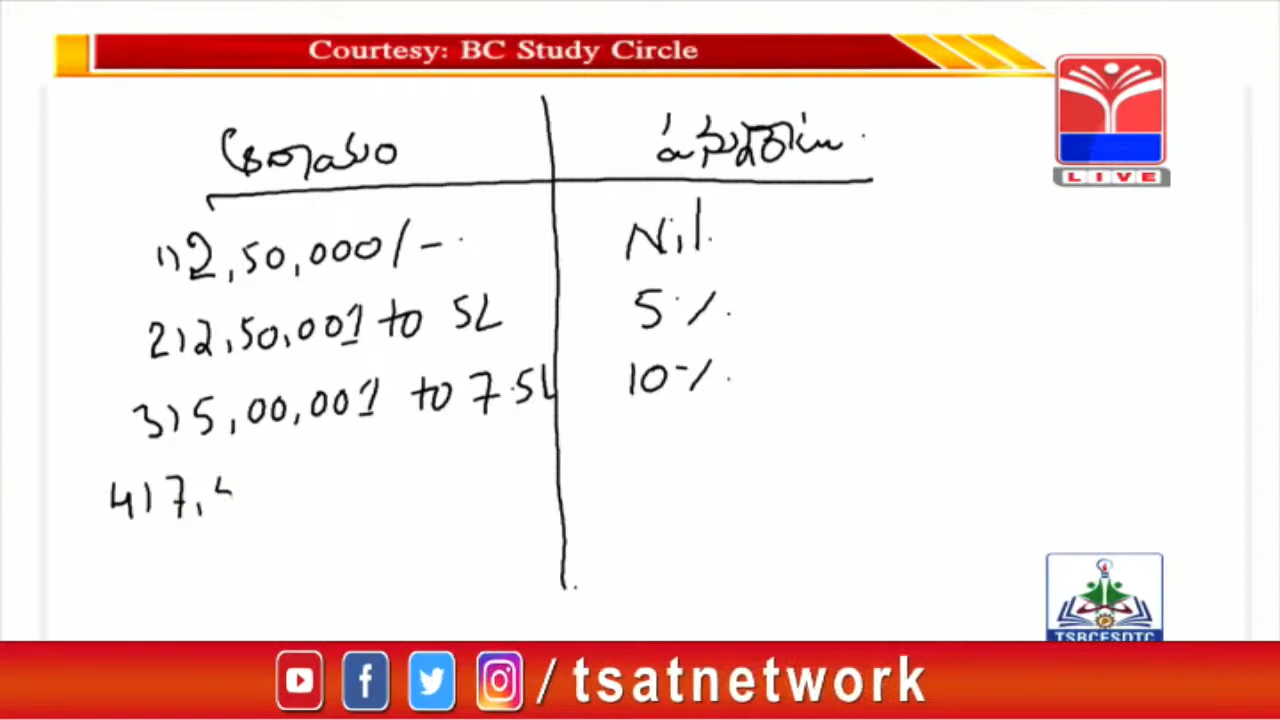 Courtesy: BC Study Circle
LIVE
ఆదాయం
1) 2,50,000/- Nil.
2) 2,50,001 to 5L 5%.
3) 5,00,001 to 7.5L 10%.
4) 7,5
TSBCESDTC
/tsatnetwork